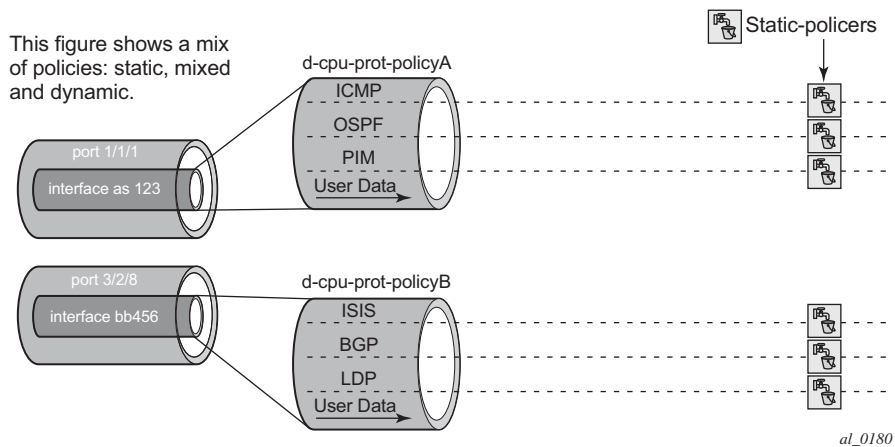 This figure shows a mix
of policies: static, mixed
and dynamic.
Static-policers
d-cpu-prot-policyA
ICMP
OSPF
PIM
User Data
port 1/1/1
interface as 123
port 3/2/8
interface bb456
d-cpu-prot-policyB
ISIS
BGP
LDP
User Data
al_0180